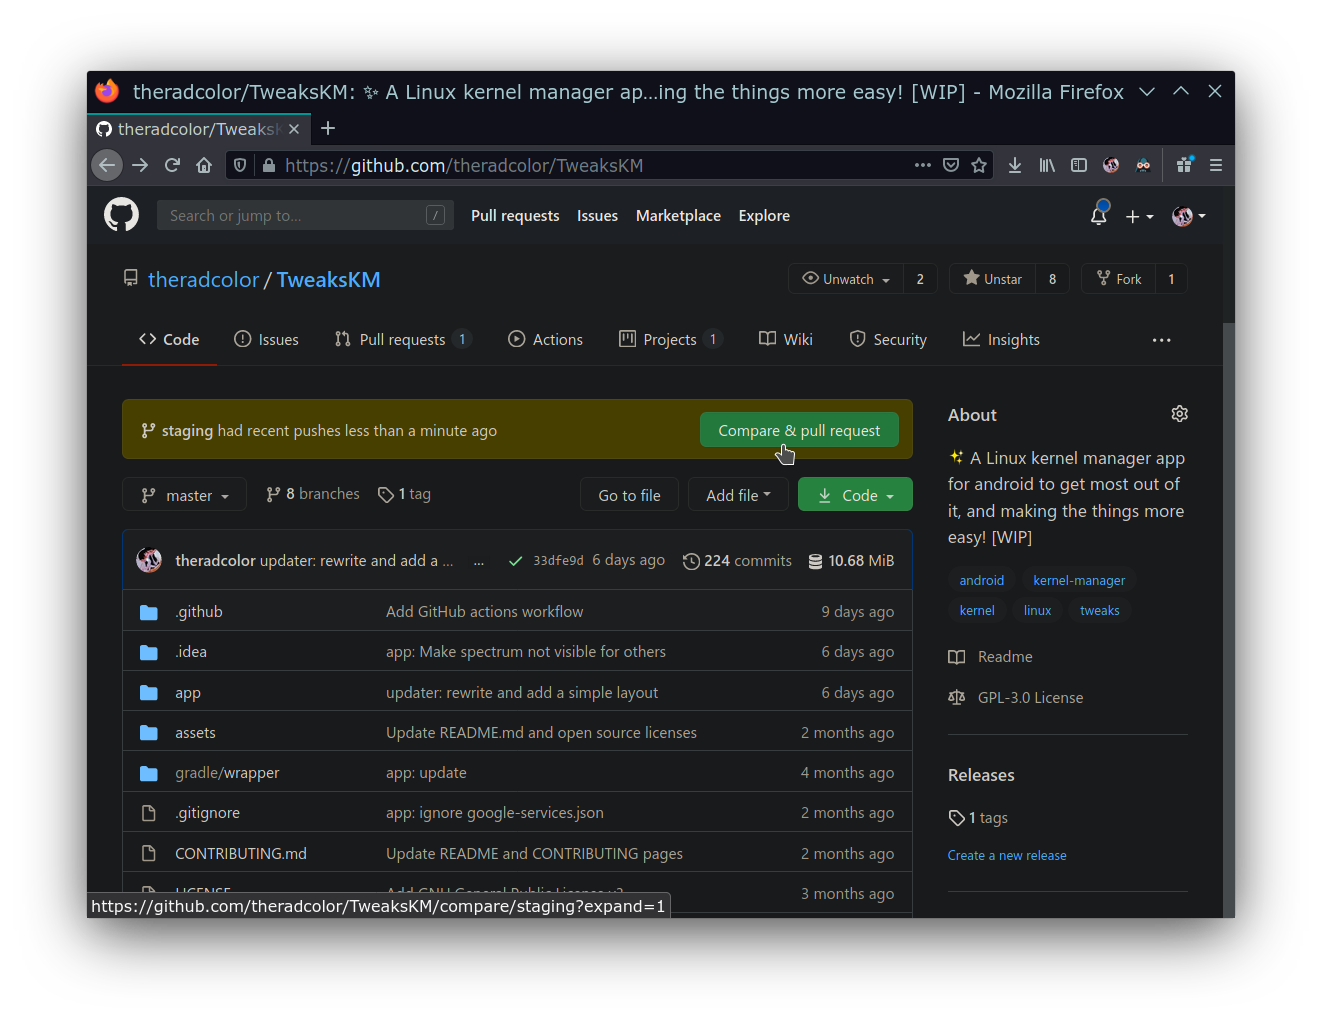 theradcolor/TweaksKM: ✨ A Linux kernel manager ap...ing the things more easy! [WIP] - Mozilla Firefox
theradcolor/Tweaks
https://github.com/theradcolor/TweaksKM
Search or jump to... /
Pull requests Issues Marketplace Explore
theradcolor / TweaksKM
Unwatch 2 Unstar 8 Fork 1
Code Issues Pull requests 1 Actions Projects 1 Wiki Security Insights
staging had recent pushes less than a minute ago
Compare & pull request
master 8 branches 1 tag Go to file Add file Code
theradcolor updater: rewrite and add a ... ... 33dfe9d 6 days ago 224 commits 10.68 MiB
.github Add GitHub actions workflow 9 days ago
.idea app: Make spectrum not visible for others 6 days ago
app updater: rewrite and add a simple layout 6 days ago
assets Update README.md and open source licenses 2 months ago
gradle/wrapper app: update 4 months ago
.gitignore app: ignore google-services.json 2 months ago
CONTRIBUTING.md Update README and CONTRIBUTING pages 2 months ago
LICENSE Add GNU General Public License v3 3 months ago
About
✨ A Linux kernel manager app
for android to get most out of
it, and making the things more
easy! [WIP]
android kernel-manager
kernel linux tweaks
Readme
GPL-3.0 License
Releases
1 tags
Create a new release
https://github.com/theradcolor/TweaksKM/compare/staging?expand=1